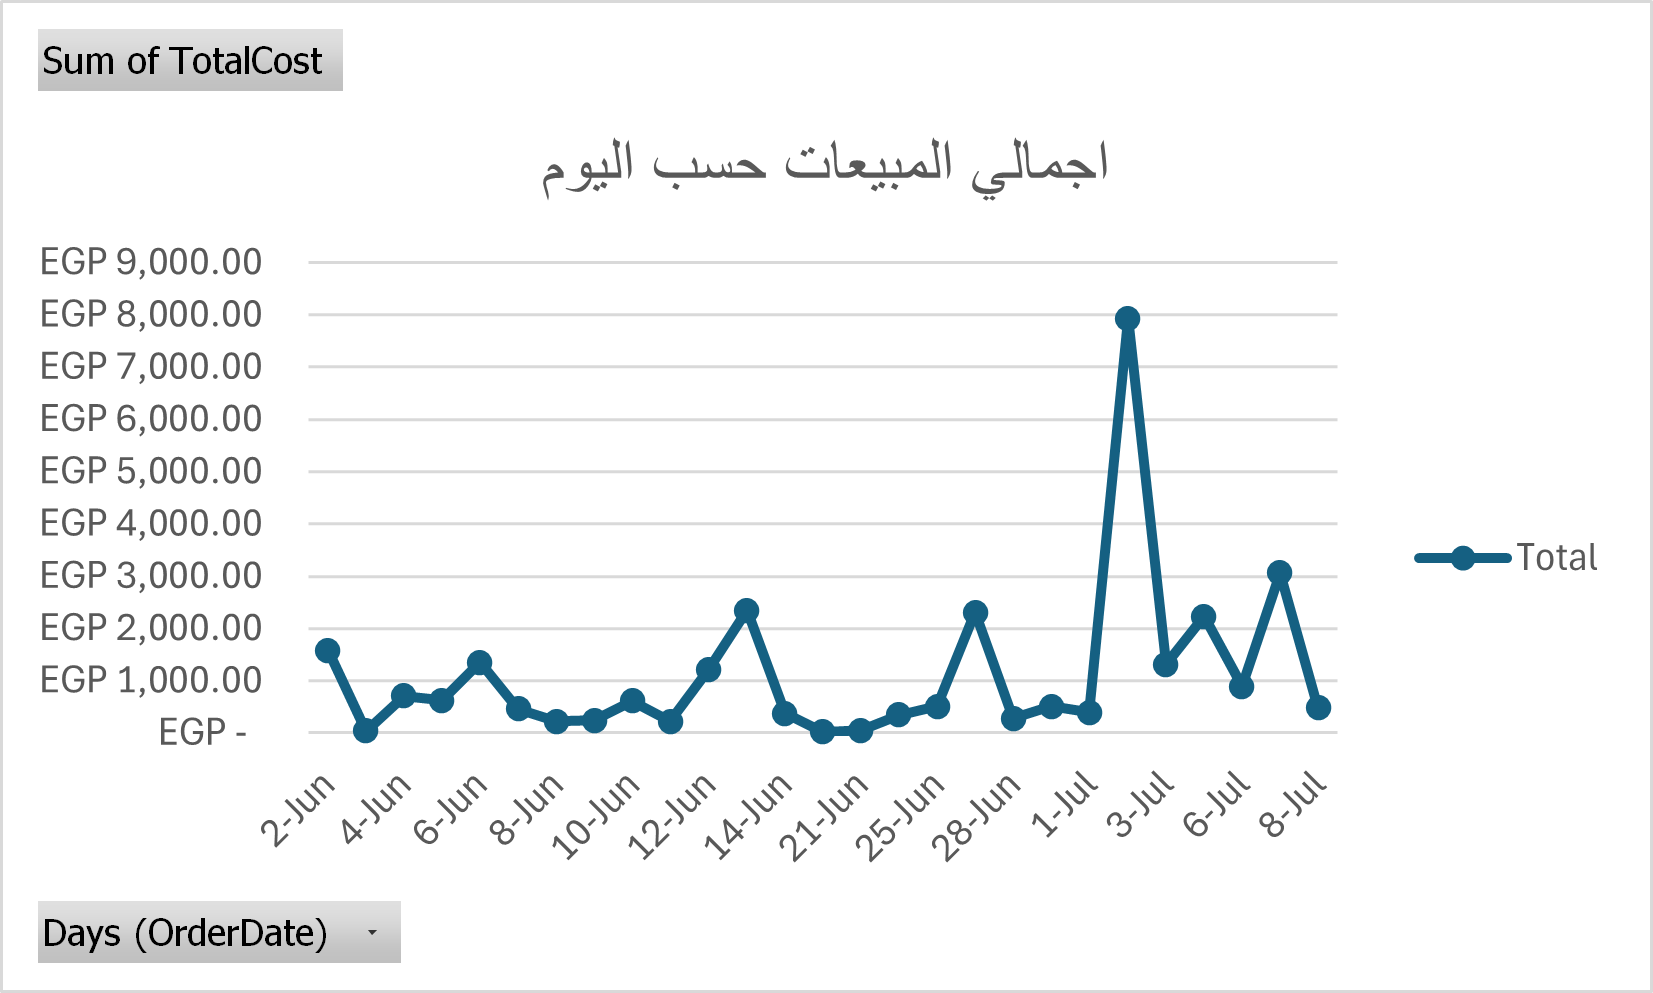 Sum of TotalCost
اجمالي المبيعات حسب اليوم
EGP 9,000.00
EGP 8,000.00
EGP 7,000.00
EGP 6,000.00
EGP 5,000.00
EGP 4,000.00
EGP 3,000.00
EGP 2,000.00
EGP 1,000.00
EGP -
Total
2-Jun
4-Jun
6-Jun
8-Jun
10-Jun
12-Jun
14-Jun
21-Jun
25-Jun
28-Jun
1-Jul
3-Jul
6-Jul
8-Jul
Days (OrderDate)